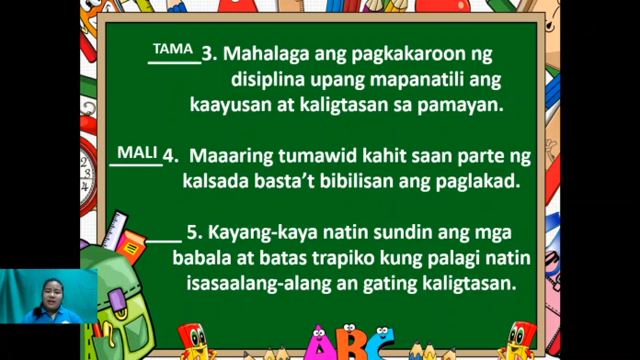 TAMA 3. Mahalaga ang pagkakaroon ng
disiplina upang mapanatili ang
kaayusan at kaligtasan sa pamayan.
MALI 4. Maaaring tumawid kahit saan parte ng
kalsada basta't bibilisan ang paglakad.
____ 5. Kayang-kaya natin sundin ang mga
babala at batas trapiko kung palagi natin
isasaalang-alang an gating kaligtasan.
ABC